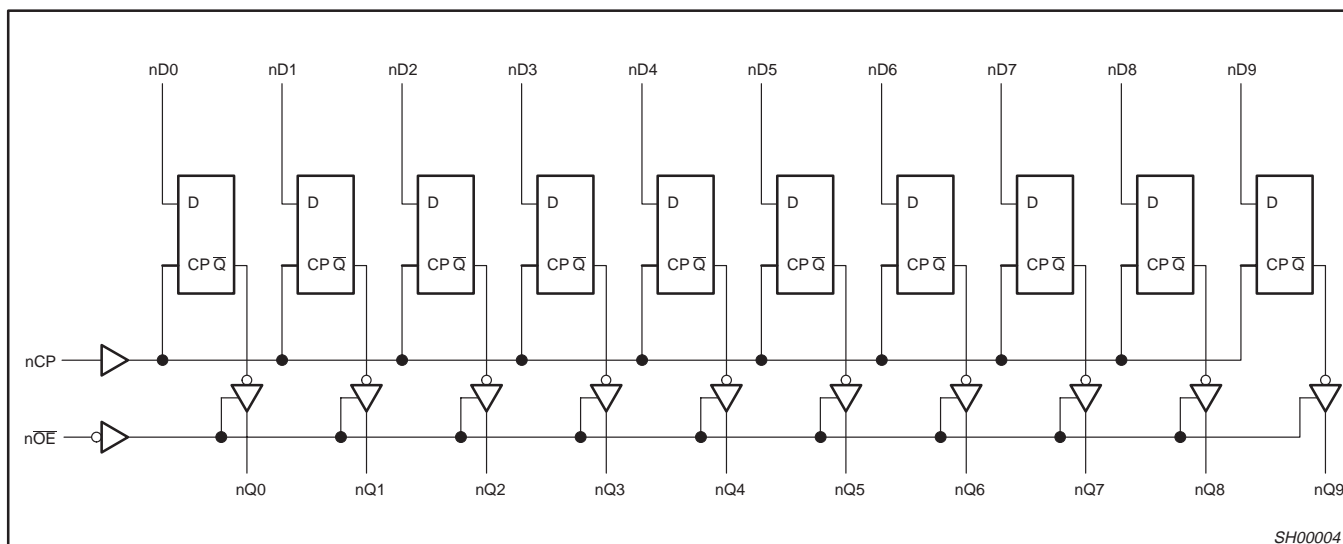 nD0 nD1 nD2 nD3 nD4 nD5 nD6 nD7 nD8 nD9
D D D D D D D D D D
CP Q̅ CP Q̅ CP Q̅ CP Q̅ CP Q̅ CP Q̅ CP Q̅ CP Q̅ CP Q̅ CP Q̅
nCP
nO̅E̅
nQ0 nQ1 nQ2 nQ3 nQ4 nQ5 nQ6 nQ7 nQ8 nQ9
SH00004